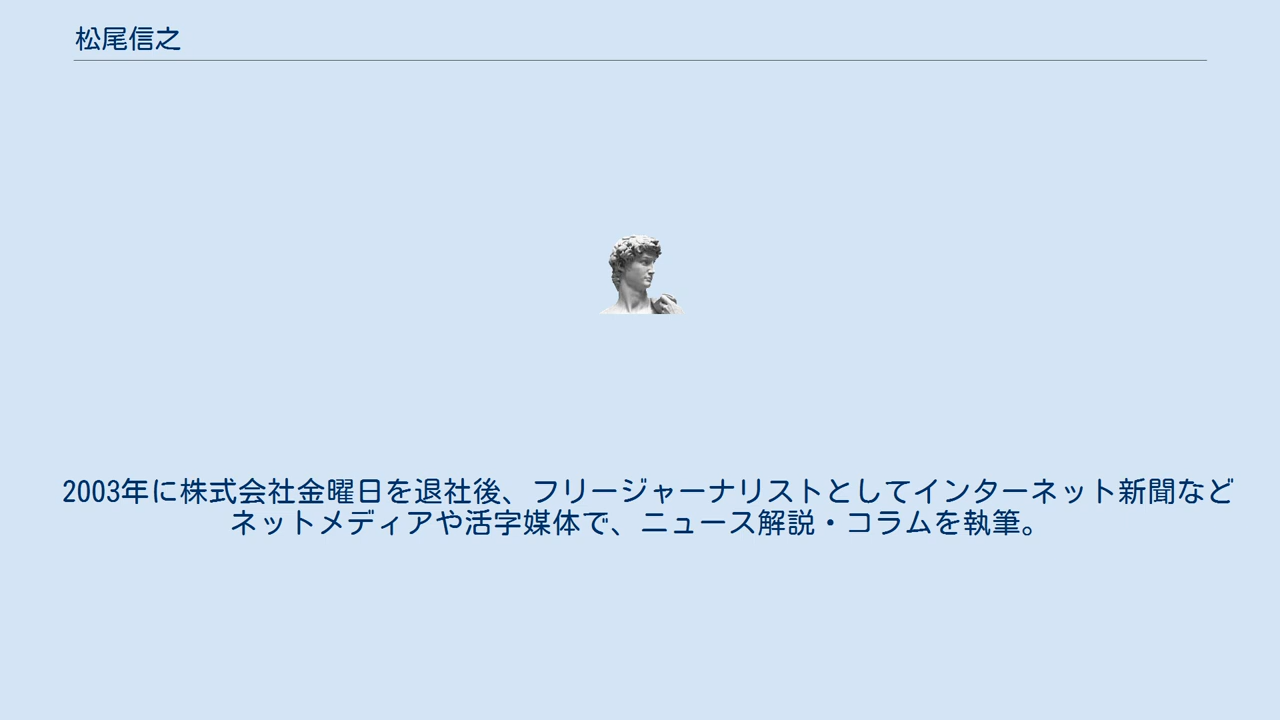 松尾信之
2003年に株式会社金曜日を退社後、フリージャーナリストとしてインターネット新聞など
ネットメディアや活字媒体で、ニュース解説・コラムを執筆。